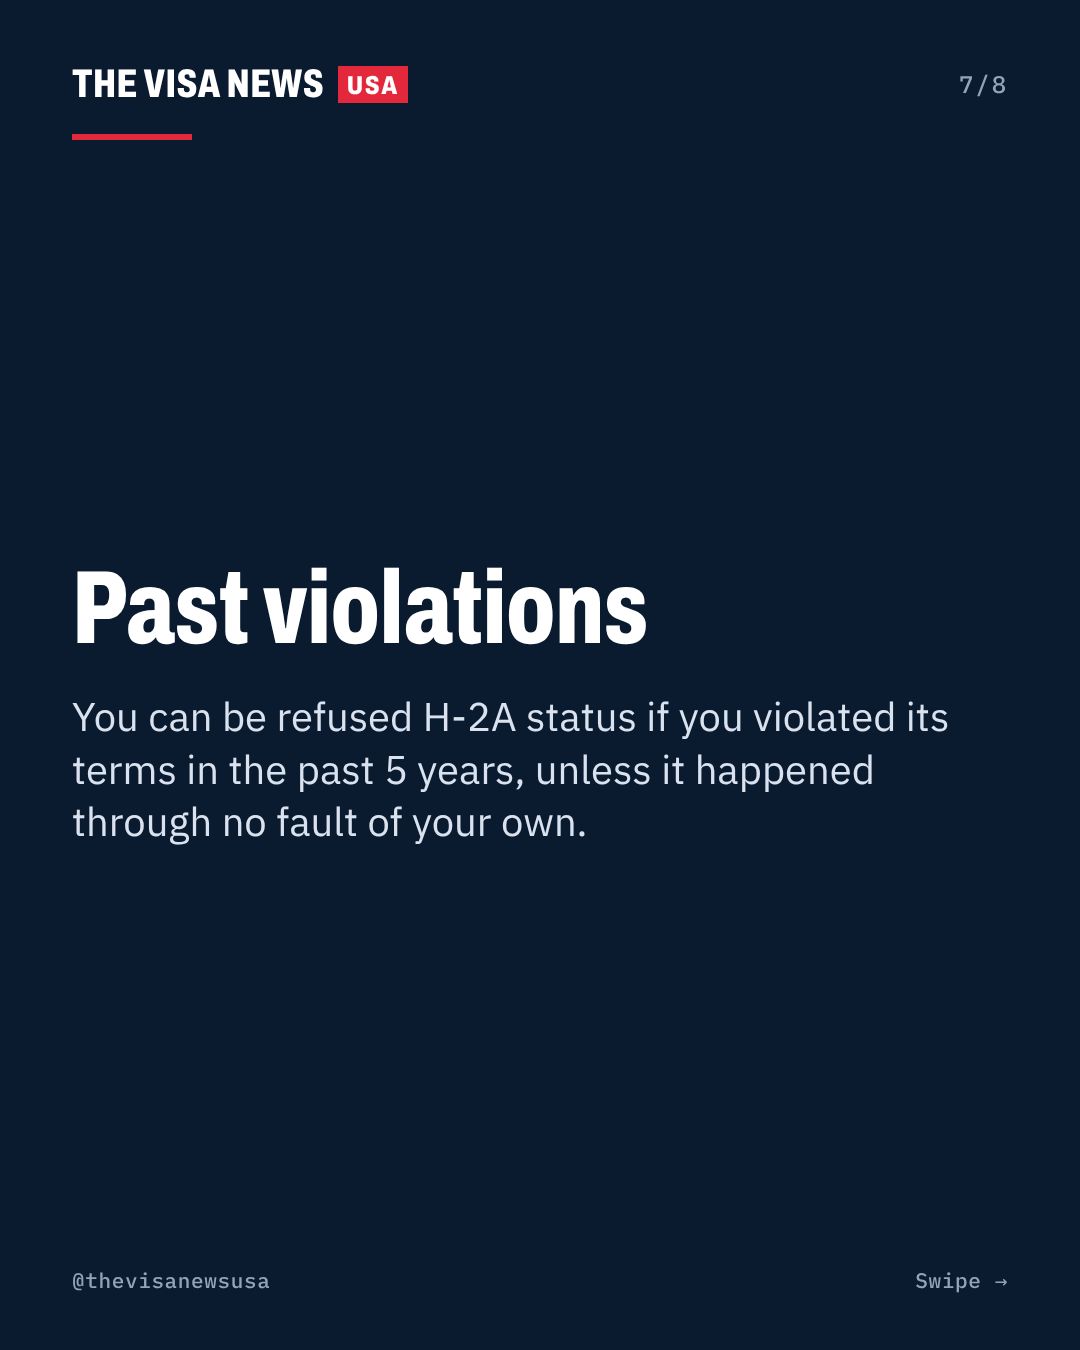 THE VISA NEWS USA
7/8
Past violations
You can be refused H-2A status if you violated its
terms in the past 5 years, unless it happened
through no fault of your own.
@thevisanewsusa
Swipe →